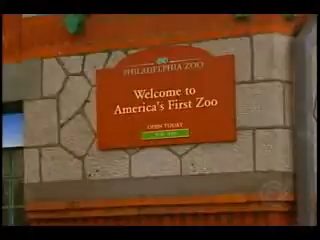 PHILADELPHIA ZOO
Welcome to
America's First Zoo
OPEN TODAY